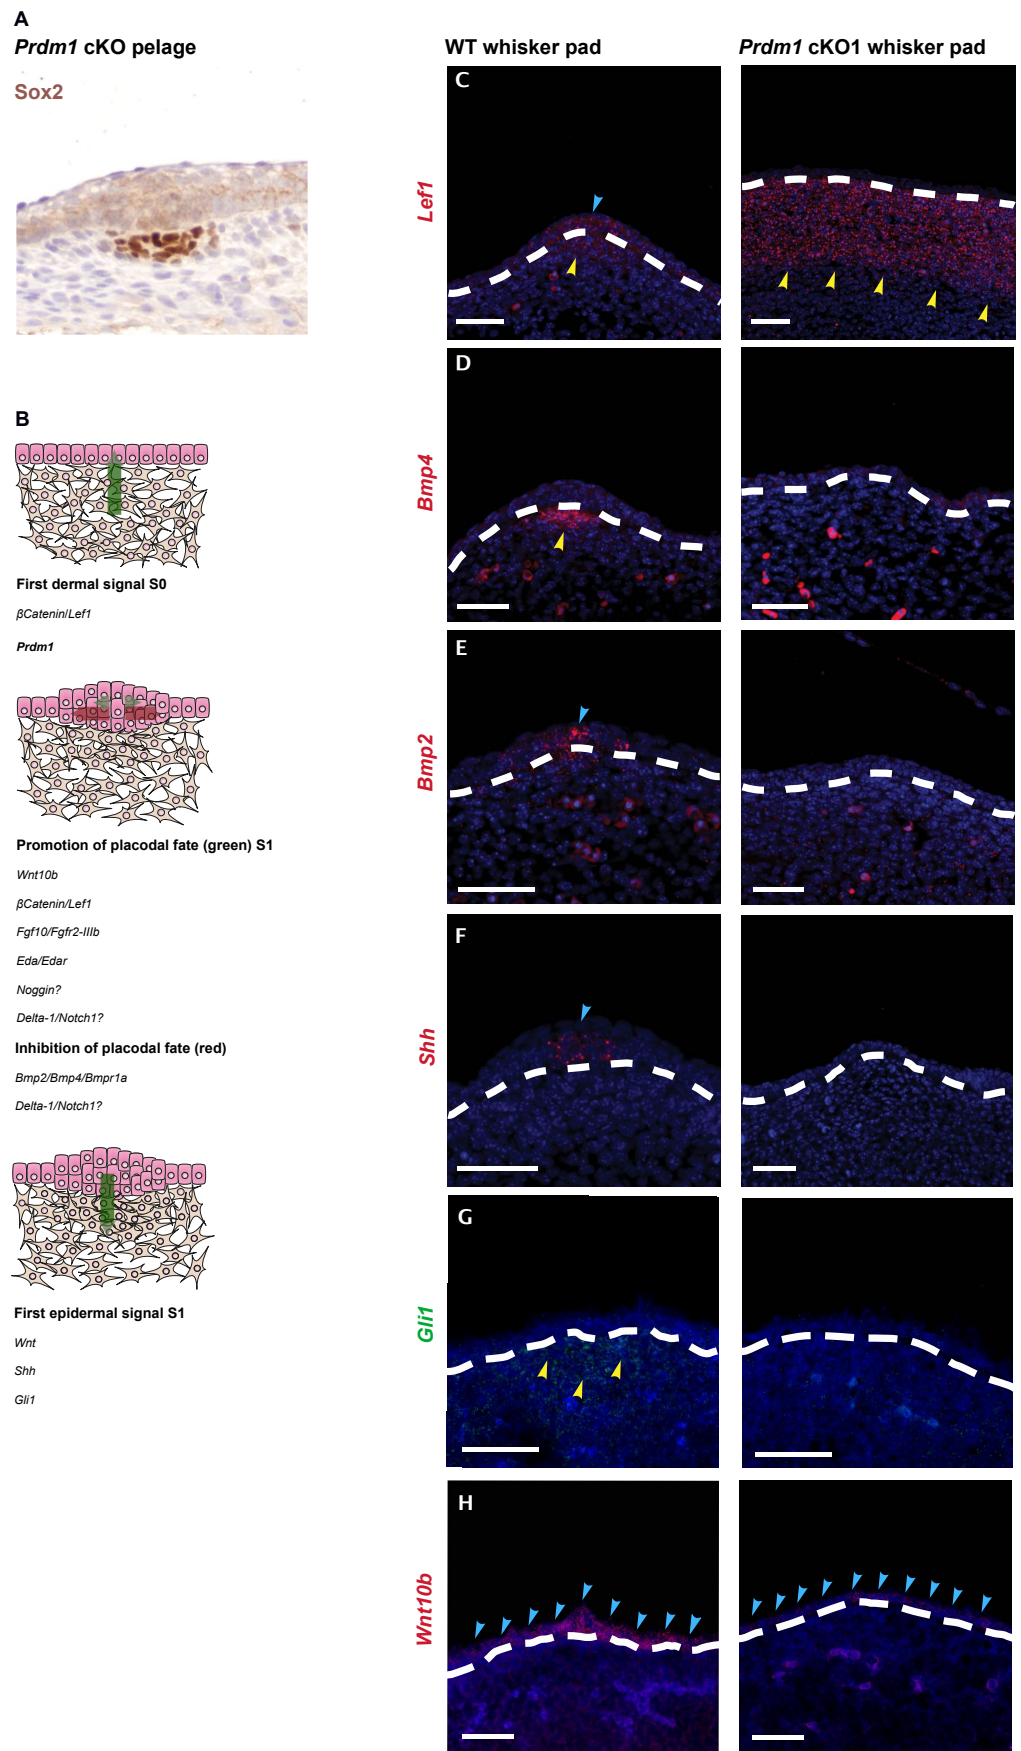 A
Prdm1 cKO pelage
Sox2
B
First dermal signal S0
βCatenin/Lef1
Prdm1
Promotion of placodal fate (green) S1
Wnt10b
βCatenin/Lef1
Fgf10/Fgfr2-IIIb
Eda/Edar
Noggin?
Delta-1/Notch1?
Inhibition of placodal fate (red)
Bmp2/Bmp4/Bmpr1a
Delta-1/Notch1?
First epidermal signal S1
Wnt
Shh
Gli1
WT whisker pad
Prdm1 cKO1 whisker pad
C
Lef1
D
Bmp4
E
Bmp2
F
Shh
G
Gli1
H
Wnt10b